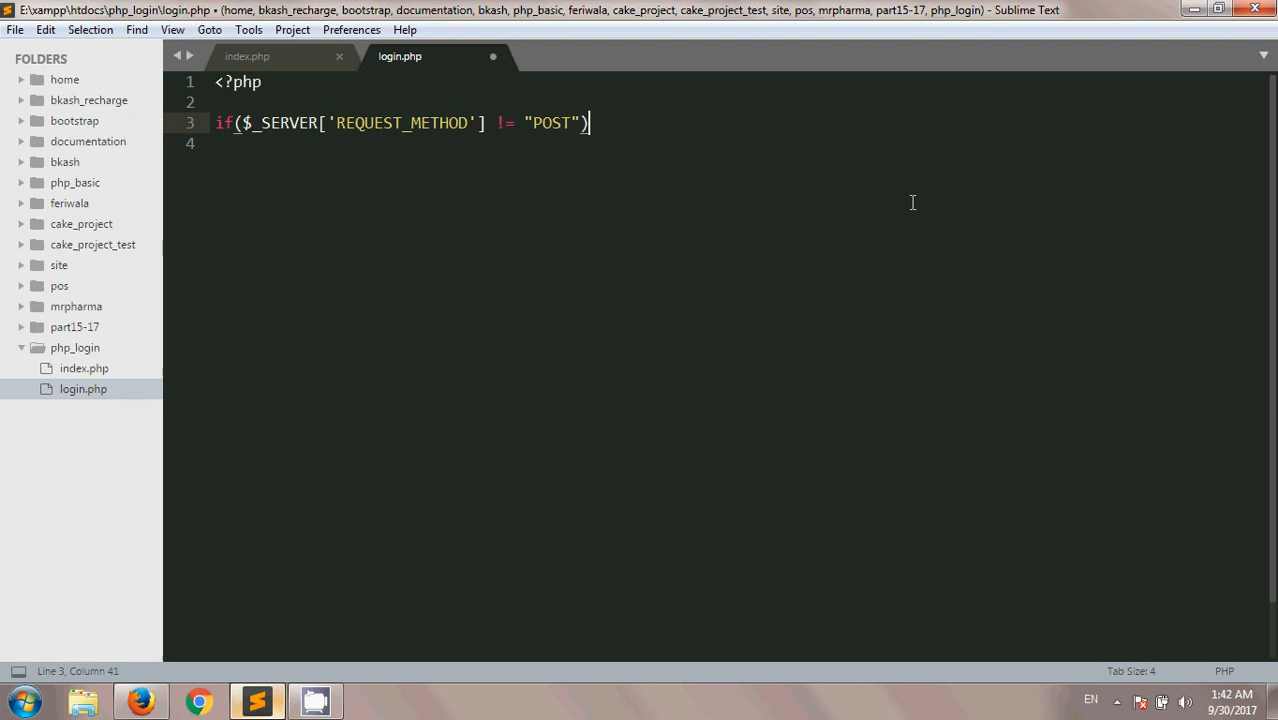 E:\xampp\htdocs\php_login\login.php • (home, bkash_recharge, bootstrap, documentation, bkash, php_basic, feriwala, cake_project, cake_project_test, site, pos, mrpharma, part15-17, php_login) - Sublime Text
File Edit Selection Find View Goto Tools Project Preferences Help
FOLDERS
home
bkash_recharge
bootstrap
documentation
bkash
php_basic
feriwala
cake_project
cake_project_test
site
pos
mrpharma
part15-17
php_login
index.php
login.php
index.php login.php
1 <?php
2
3 if($_SERVER['REQUEST_METHOD'] != "POST")
4
Line 3, Column 41 Tab Size: 4 PHP
EN 1:42 AM
9/30/2017